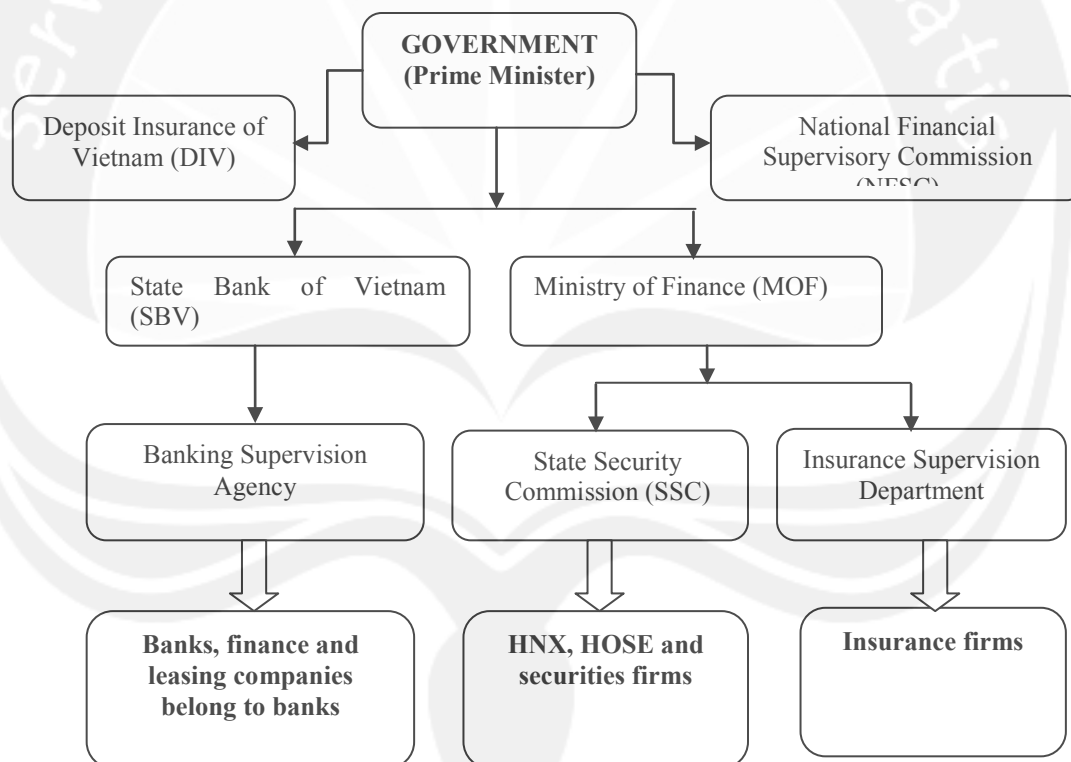 GOVERNMENT
(Prime Minister)
Deposit Insurance of
Vietnam (DIV)
National Financial
Supervisory Commission
(NFSC)
State Bank of Vietnam
(SBV)
Ministry of Finance (MOF)
Banking Supervision
Agency
State Security
Commission (SSC)
Insurance Supervision
Department
Banks, finance and
leasing companies
belong to banks
HNX, HOSE and
securities firms
Insurance firms